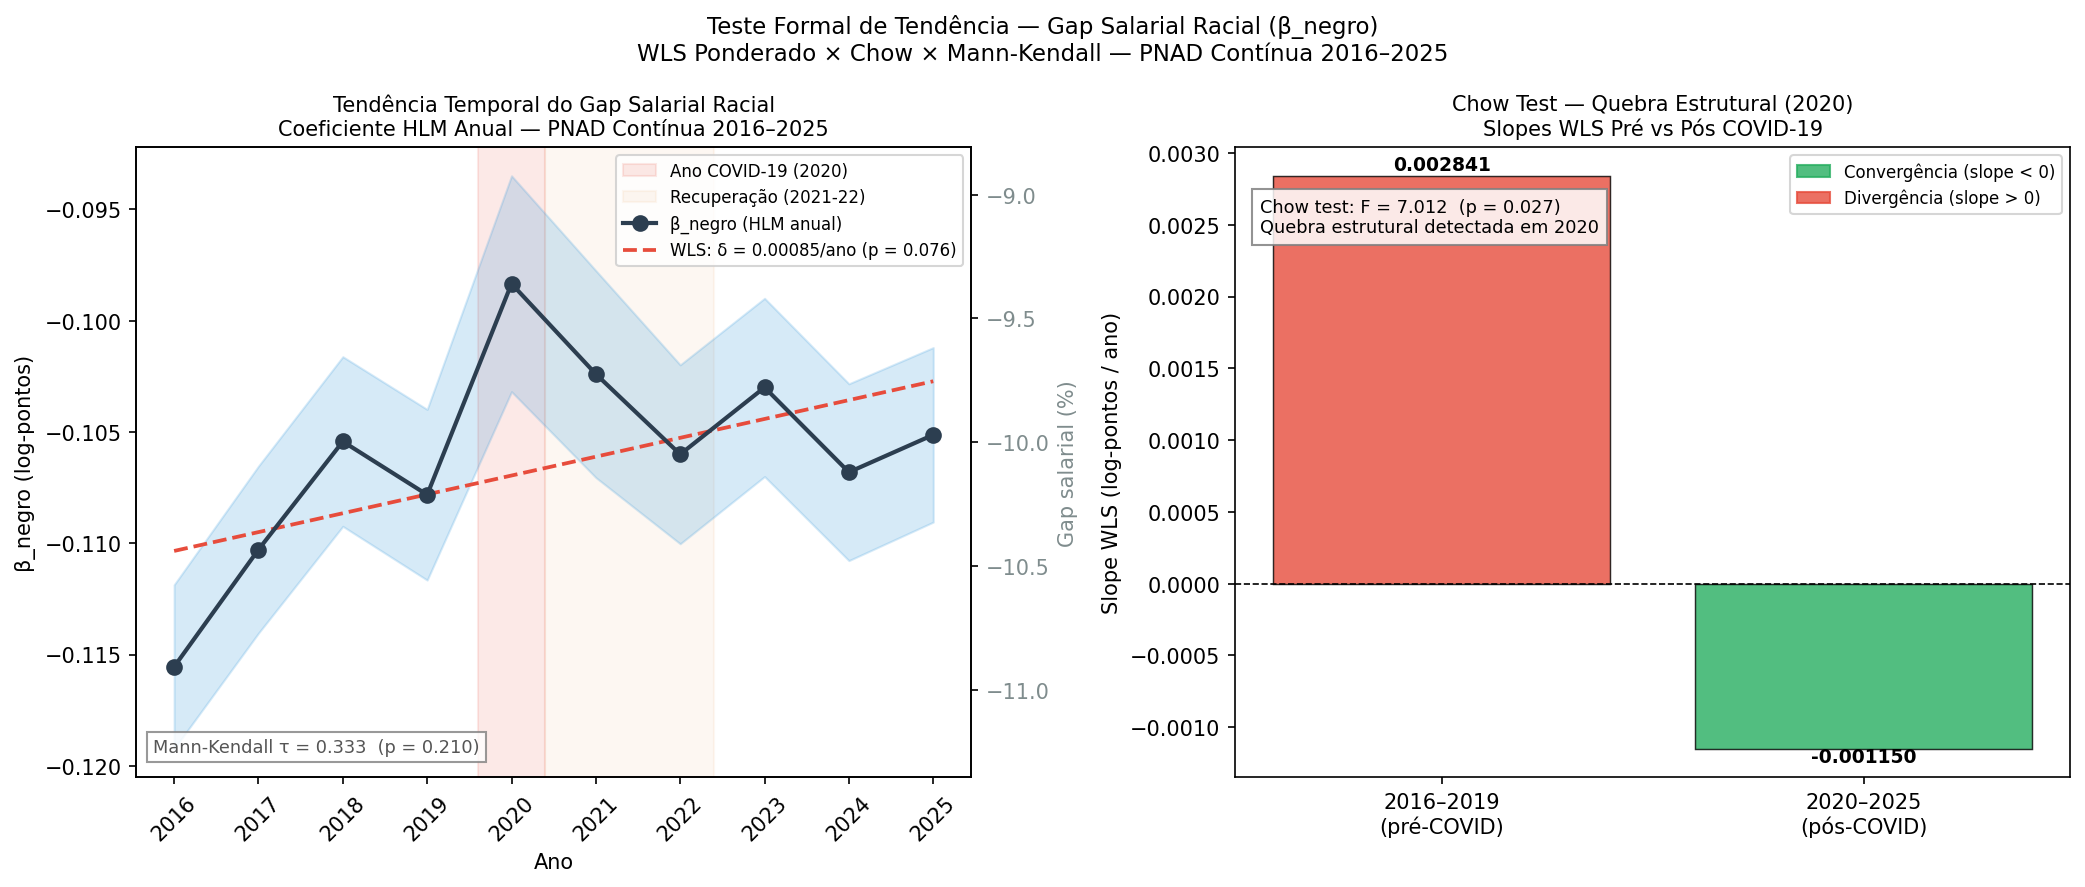 Teste Formal de Tendência — Gap Salarial Racial (β_negro)
WLS Ponderado × Chow × Mann-Kendall — PNAD Contínua 2016–2025
Tendência Temporal do Gap Salarial Racial
Coeficiente HLM Anual — PNAD Contínua 2016–2025
Ano COVID-19 (2020)
Recuperação (2021-22)
β_negro (HLM anual)
WLS: δ = 0.00085/ano (p = 0.076)
−0.095
−0.100
−0.105
−0.110
−0.115
−0.120
β_negro (log-pontos)
−9.0
−9.5
−10.0
−10.5
−11.0
Gap salarial (%)
Mann-Kendall τ = 0.333  (p = 0.210)
2016
2017
2018
2019
2020
2021
2022
2023
2024
2025
Ano
Chow Test — Quebra Estrutural (2020)
Slopes WLS Pré vs Pós COVID-19
Convergência (slope < 0)
Divergência (slope > 0)
0.002841
Chow test: F = 7.012  (p = 0.027)
Quebra estrutural detectada em 2020
0.0030
0.0025
0.0020
0.0015
0.0010
0.0005
0.0000
−0.0005
−0.0010
Slope WLS (log-pontos / ano)
-0.001150
2016–2019
(pré-COVID)
2020–2025
(pós-COVID)